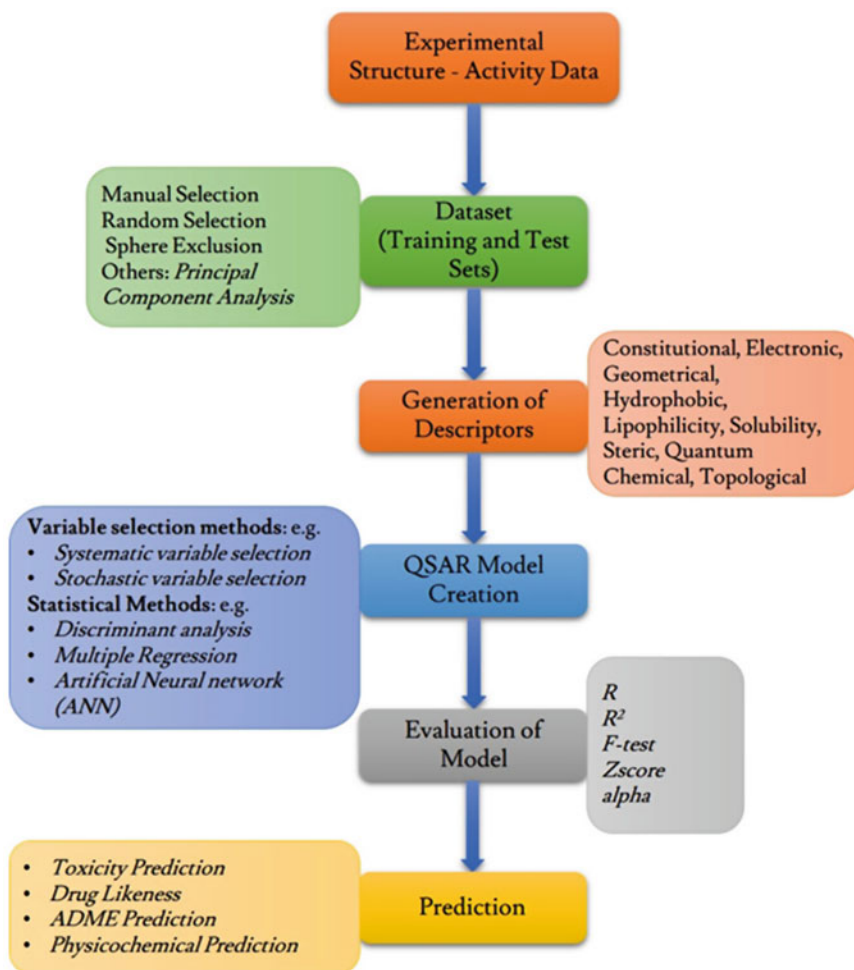 Experimental
Structure - Activity Data
Manual Selection
Random Selection
Sphere Exclusion
Others: Principal
Component Analysis
Dataset
(Training and Test
Sets)
Generation of
Descriptors
Constitutional, Electronic,
Geometrical,
Hydrophobic,
Lipophilicity, Solubility,
Steric, Quantum
Chemical, Topological
Variable selection methods: e.g.
• Systematic variable selection
• Stochastic variable selection
Statistical Methods: e.g.
• Discriminant analysis
• Multiple Regression
• Artificial Neural network
(ANN)
QSAR Model
Creation
Evaluation of
Model
R
R²
F-test
Zscore
alpha
• Toxicity Prediction
• Drug Likeness
• ADME Prediction
• Physicochemical Prediction
Prediction